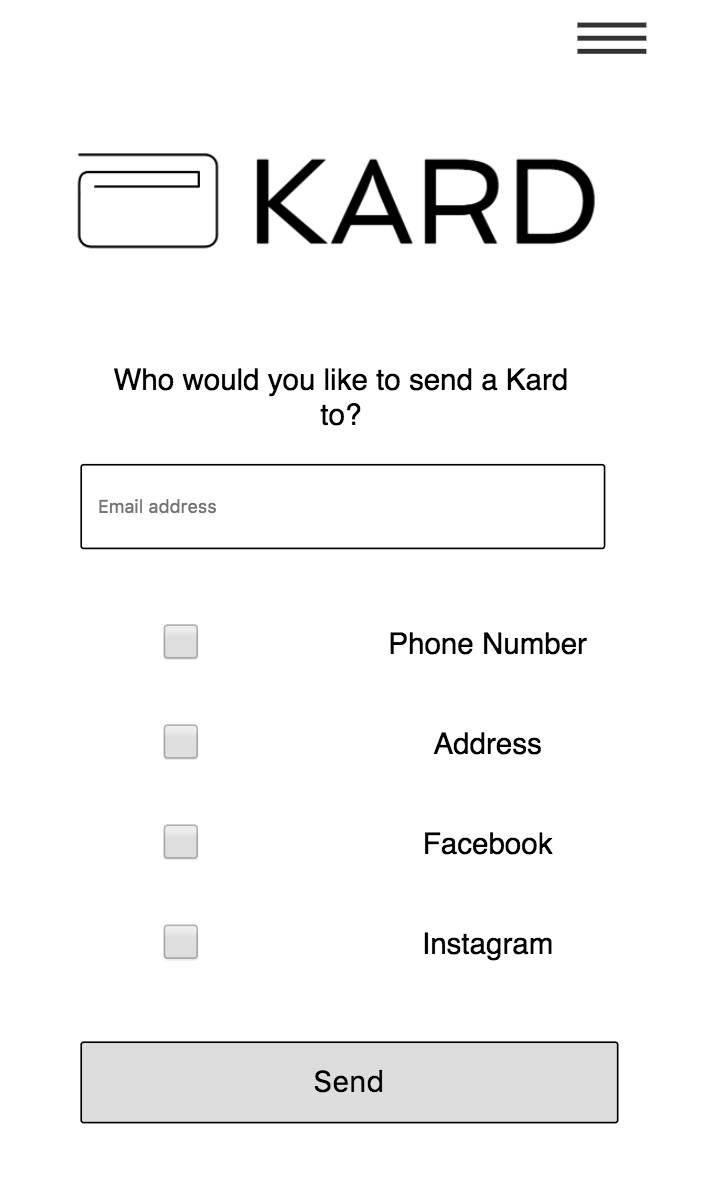 KARD
Who would you like to send a Kard
to?
Email address
Phone Number
Address
Facebook
Instagram
Send